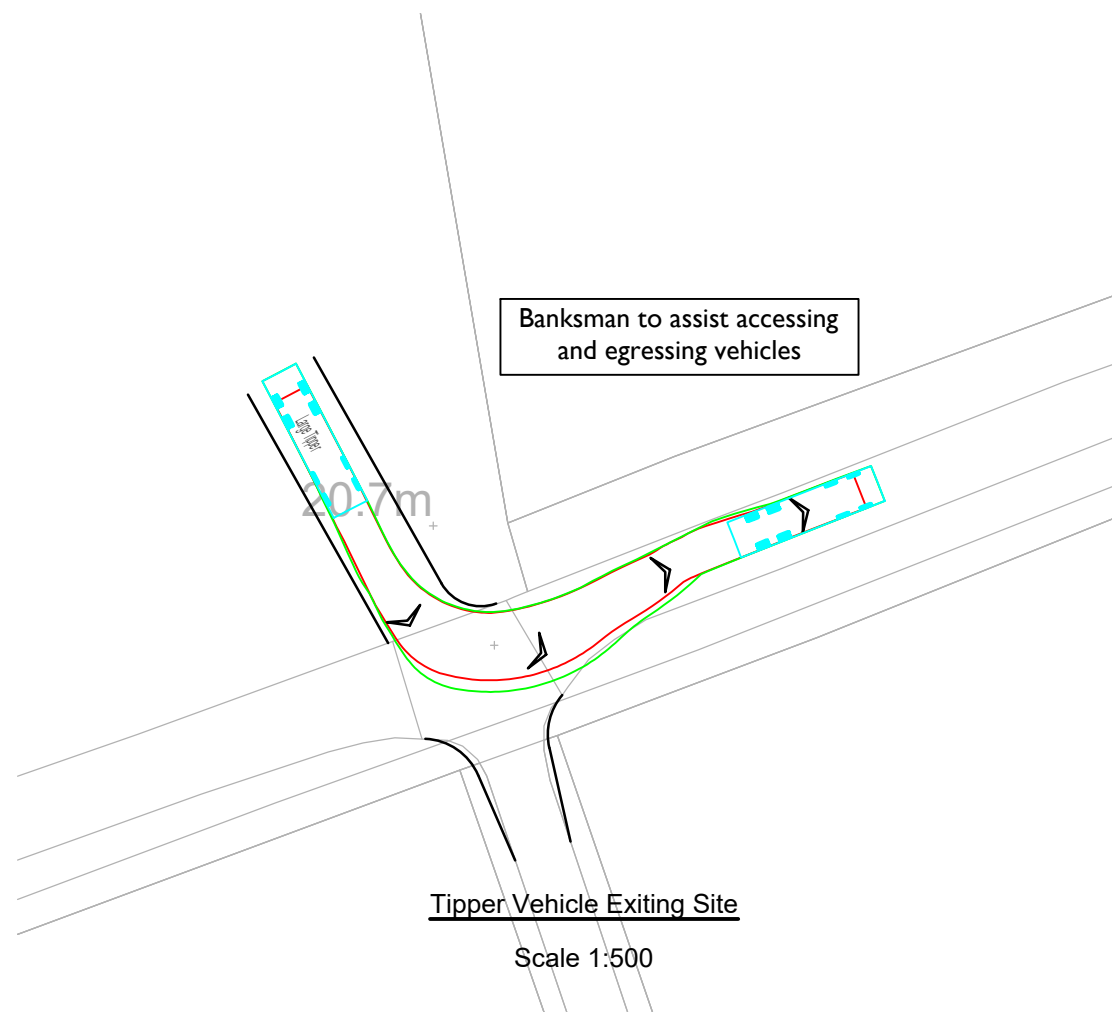 Banksman to assist accessing
and egressing vehicles
Large Tipper
20.7m
Tipper Vehicle Exiting Site
Scale 1:500